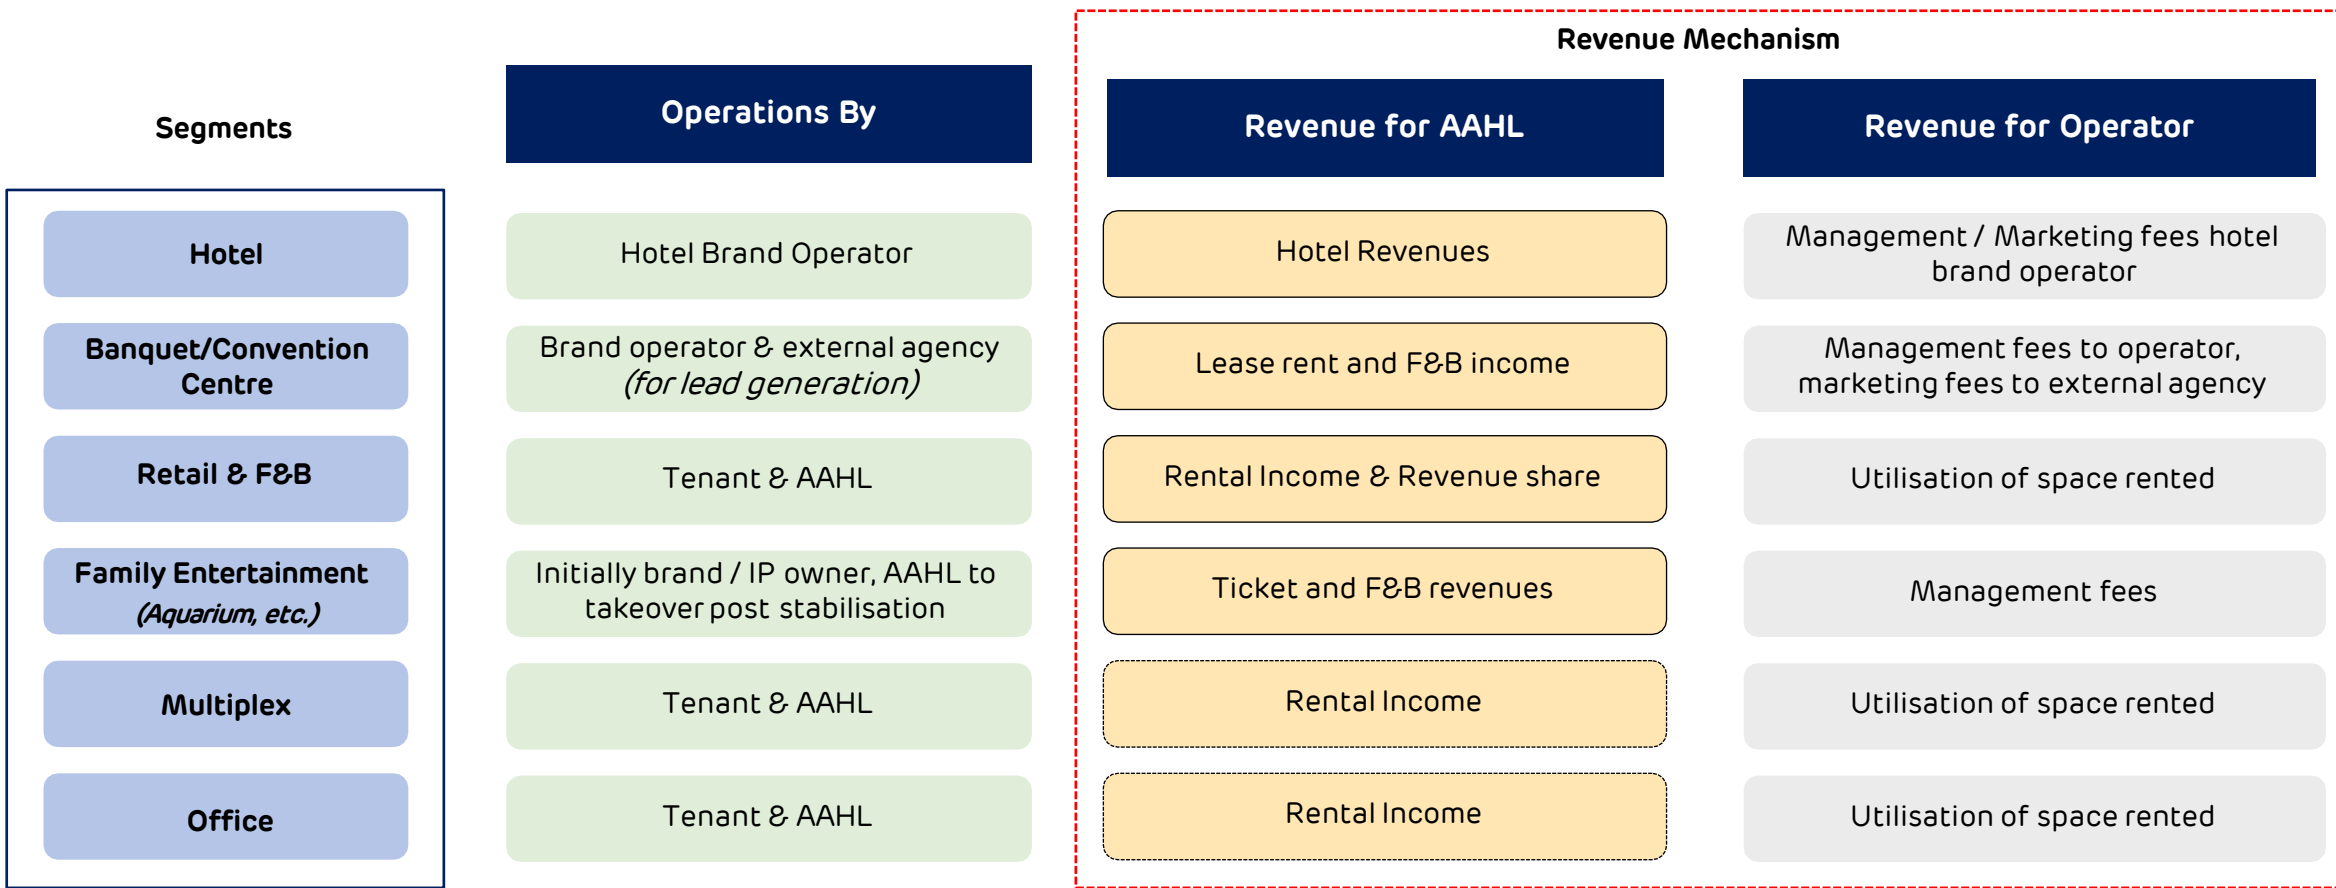 Revenue Mechanism
Segments
Operations By
Revenue for AAHL
Revenue for Operator
Hotel
Hotel Brand Operator
Hotel Revenues
Management / Marketing fees hotel
brand operator
Banquet/Convention
Centre
Brand operator & external agency
(for lead generation)
Lease rent and F&B income
Management fees to operator,
marketing fees to external agency
Retail & F&B
Tenant & AAHL
Rental Income & Revenue share
Utilisation of space rented
Family Entertainment
(Aquarium, etc.)
Initially brand / IP owner, AAHL to
takeover post stabilisation
Ticket and F&B revenues
Management fees
Multiplex
Tenant & AAHL
Rental Income
Utilisation of space rented
Office
Tenant & AAHL
Rental Income
Utilisation of space rented